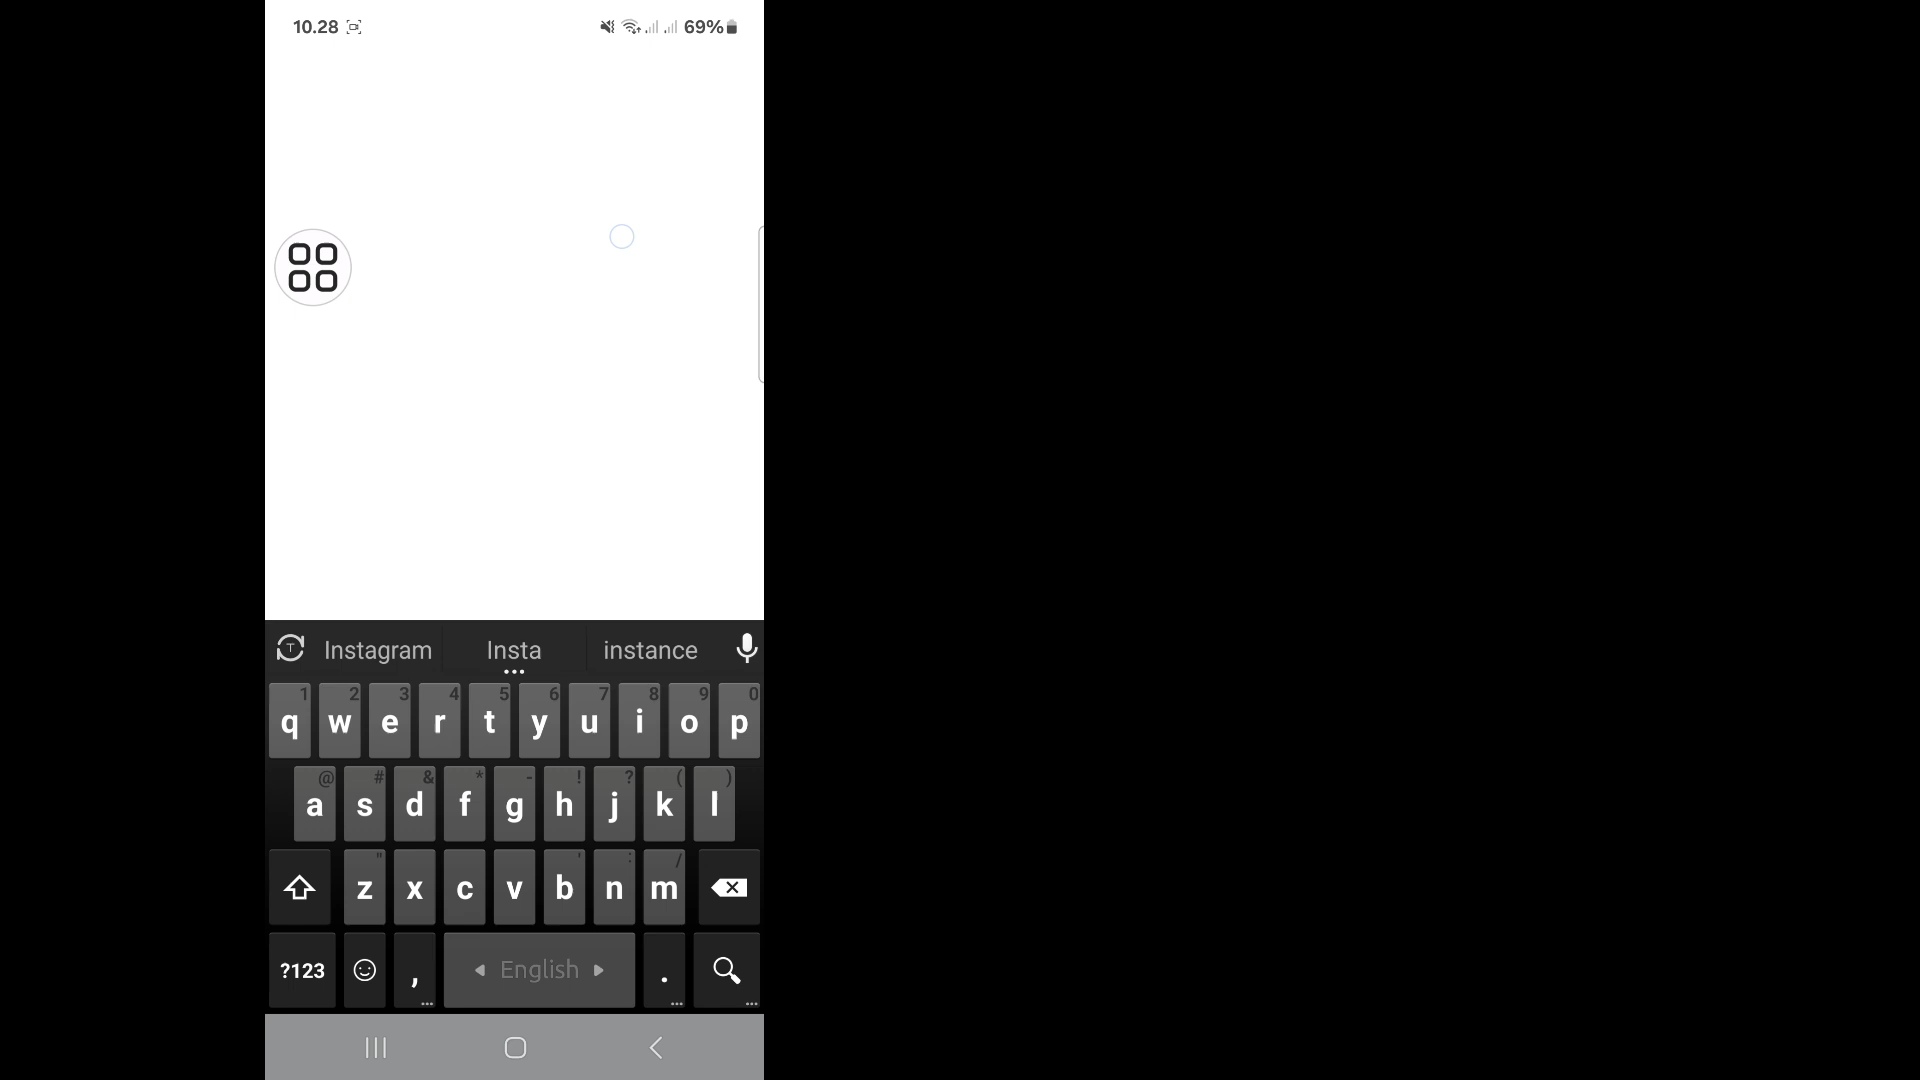 10.28 69%
Instagram Insta instance
1 2 3 4 5 6 7 8 9 0
q w e r t y u i o p
@ # & * - ! ? ( )
a s d f g h j k l
" ' : /
z x c v b n m
?123 , English .